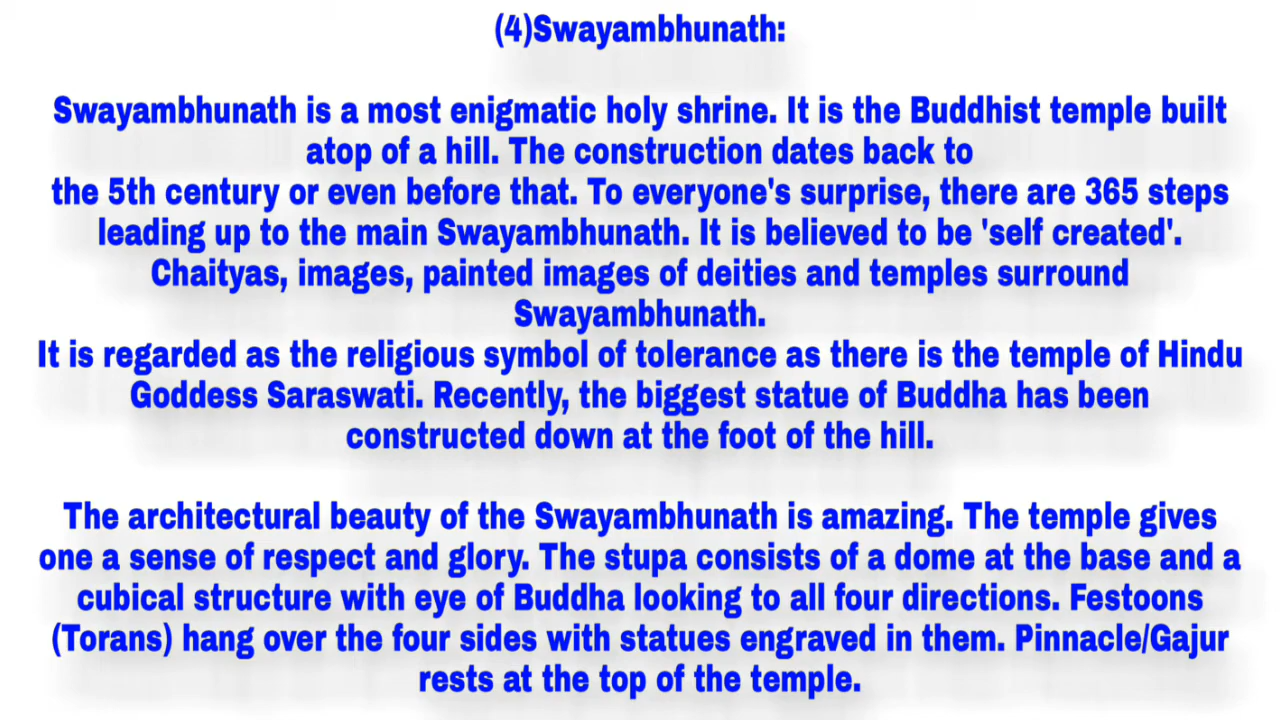 (4)Swayambhunath:
Swayambhunath is a most enigmatic holy shrine. It is the Buddhist temple built
atop of a hill. The construction dates back to
the 5th century or even before that. To everyone's surprise, there are 365 steps
leading up to the main Swayambhunath. It is believed to be 'self created'.
Chaityas, images, painted images of deities and temples surround
Swayambhunath.
It is regarded as the religious symbol of tolerance as there is the temple of Hindu
Goddess Saraswati. Recently, the biggest statue of Buddha has been
constructed down at the foot of the hill.
The architectural beauty of the Swayambhunath is amazing. The temple gives
one a sense of respect and glory. The stupa consists of a dome at the base and a
cubical structure with eye of Buddha looking to all four directions. Festoons
(Torans) hang over the four sides with statues engraved in them. Pinnacle/Gajur
rests at the top of the temple.